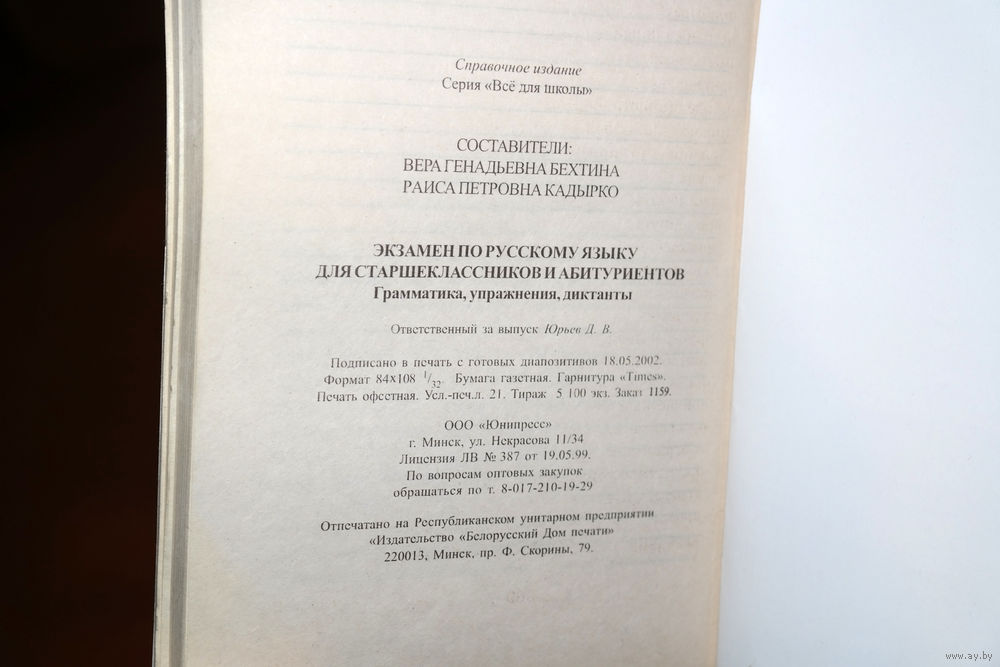 Справочное издание
Серия «Всё для школы»
СОСТАВИТЕЛИ:
ВЕРА ГЕНАДЬЕВНА БЕХТИНА
РАИСА ПЕТРОВНА КАДЫРКО
ЭКЗАМЕН ПО РУССКОМУ ЯЗЫКУ
ДЛЯ СТАРШЕКЛАССНИКОВ И АБИТУРИЕНТОВ
Грамматика, упражнения, диктанты
Ответственный за выпуск Юрьев Д. В.
Подписано в печать с готовых диапозитивов 18.05.2002.
Формат 84х108 1/32. Бумага газетная. Гарнитура «Times».
Печать офсетная. Усл.-печ.л. 21. Тираж 5 100 экз. Заказ 1159.
ООО «Юнипресс»
г. Минск, ул. Некрасова 11/34
Лицензия ЛВ № 387 от 19.05.99.
По вопросам оптовых закупок
обращаться по т. 8-017-210-19-29
Отпечатано на Республиканском унитарном предприятии
«Издательство «Белорусский Дом печати»
220013, Минск, пр. Ф. Скорины, 79.
www.ay.by